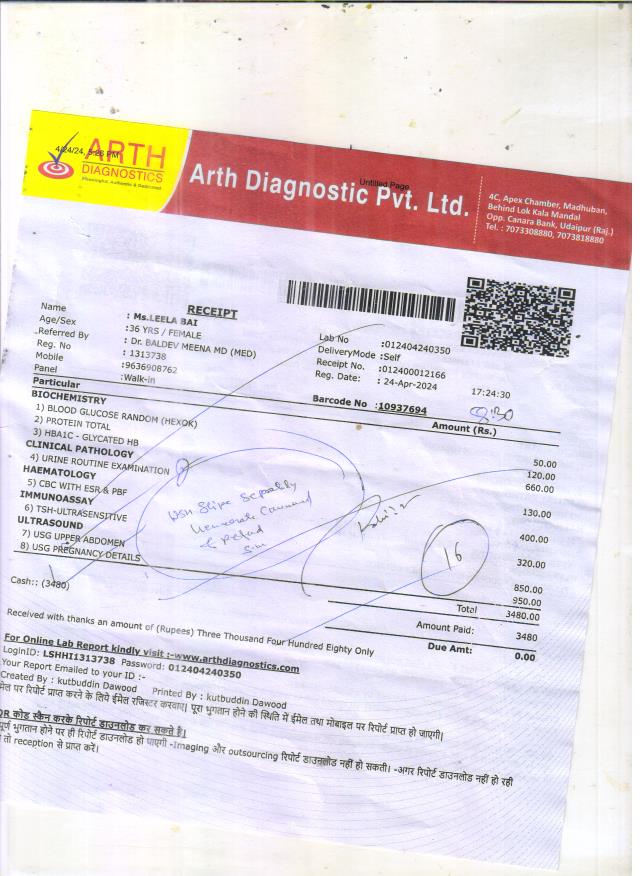 4/24/24, 5:26 PM
Untitled Page
ARTH
DIAGNOSTICS
Meaningful, Authentic & Dedicated
Arth Diagnostic Pvt. Ltd.
4C, Apex Chamber, Madhuban,
Behind Lok Kala Mandal
Opp. Canara Bank, Udaipur (Raj.)
Tel. : 7073308880, 7073818880
RECEIPT
Name : Ms.LEELA BAI
Age/Sex :36 YRS / FEMALE
Referred By : Dr. BALDEV MEENA MD (MED)
Reg. No : 1313738
Mobile :9636908762
Panel :Walk-in
Lab No :012404240350
DeliveryMode :Self
Receipt No. :012400012166
Reg. Date: : 24-Apr-2024 17:24:30
Barcode No :10937694
8:30
Particular Amount (Rs.)
BIOCHEMISTRY
1) BLOOD GLUCOSE RANDOM (HEXOK) 50.00
2) PROTEIN TOTAL 120.00
3) HBA1C - GLYCATED HB 660.00
CLINICAL PATHOLOGY
4) URINE ROUTINE EXAMINATION 130.00
HAEMATOLOGY
5) CBC WITH ESR & PBF 400.00
IMMUNOASSAY
6) TSH-ULTRASENSITIVE 320.00
ULTRASOUND
7) USG UPPER ABDOMEN 850.00
8) USG PREGNANCY DETAILS 950.00
16
Total 3480.00
Cash:: (3480)
Amount Paid: 3480
Due Amt: 0.00
Received with thanks an amount of (Rupees) Three Thousand Four Hundred Eighty Only
For Online Lab Report kindly visit :-www.arthdiagnostics.com
LoginID: LSHHI1313738 Password: 012404240350
Your Report Emailed to your ID :-
Created By : kutbuddin Dawood Printed By : kutbuddin Dawood
मेल पर रिपोर्ट प्राप्त करने के लिये ईमेल रजिस्टर करवाए। पूरा भुगतान होने की स्थिति में ईमेल तथा मोबाइल पर रिपोर्ट प्राप्त हो जाएगी।
QR कोड स्कैन करके रिपोर्ट डाउनलोड कर सकते है।
पूर्ण भुगतान होने पर ही रिपोर्ट डाउनलोड हो पाएगी -Imaging और outsourcing रिपोर्ट डाउनलोड नहीं हो सकती। -अगर रिपोर्ट डाउनलोड नहीं हो रही
तो reception से प्राप्त करें।